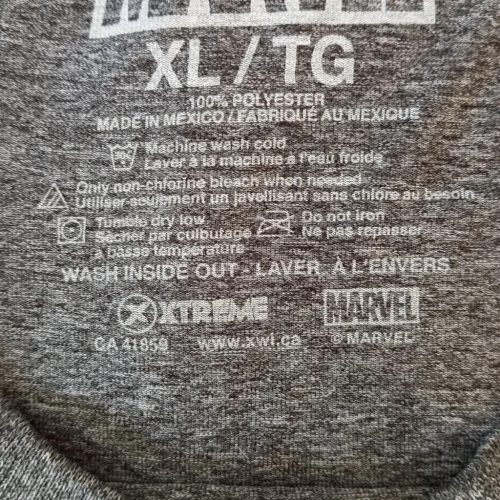 MARVEL
XL / TG
100% POLYESTER
MADE IN MEXICO / FABRIQUÉ AU MEXIQUE
Machine wash cold
Laver à la machine à l'eau froide
Only non-chlorine bleach when needed
Utiliser seulement un javellisant sans chlore au besoin
Tumble dry low
Sécher par culbutage
à basse température
Do not iron
Ne pas repasser
WASH INSIDE OUT - LAVER À L'ENVERS
XTREME
MARVEL
CA 41859
www.xwi.ca
© MARVEL